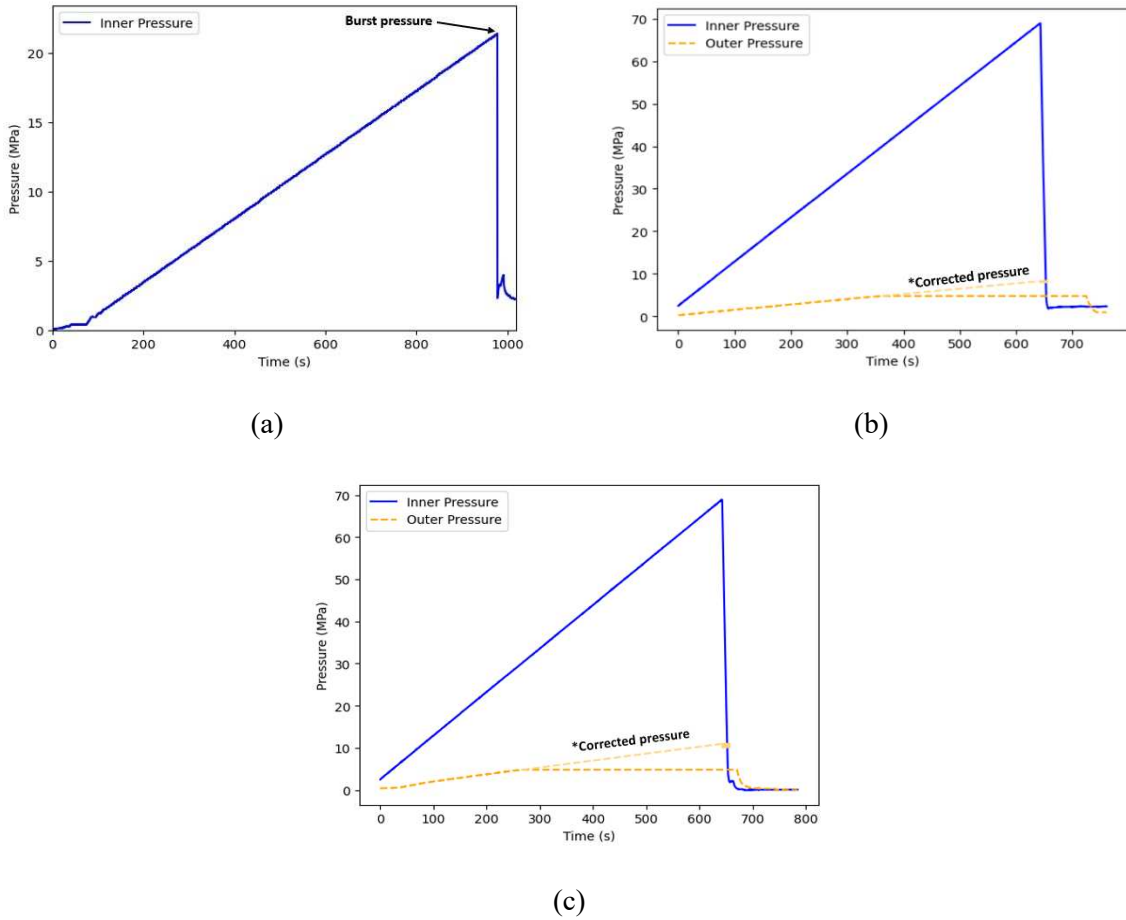 Inner Pressure
Burst pressure
20
15
10
5
0
Pressure (MPa)
0 200 400 600 800 1000
Time (s)
(a)
Inner Pressure
Outer Pressure
70
60
50
40
30
20
10
0
Pressure (MPa)
*Corrected pressure
0 100 200 300 400 500 600 700
Time (s)
(b)
Inner Pressure
Outer Pressure
70
60
50
40
30
20
10
0
Pressure (MPa)
*Corrected pressure
0 100 200 300 400 500 600 700 800
Time (s)
(c)